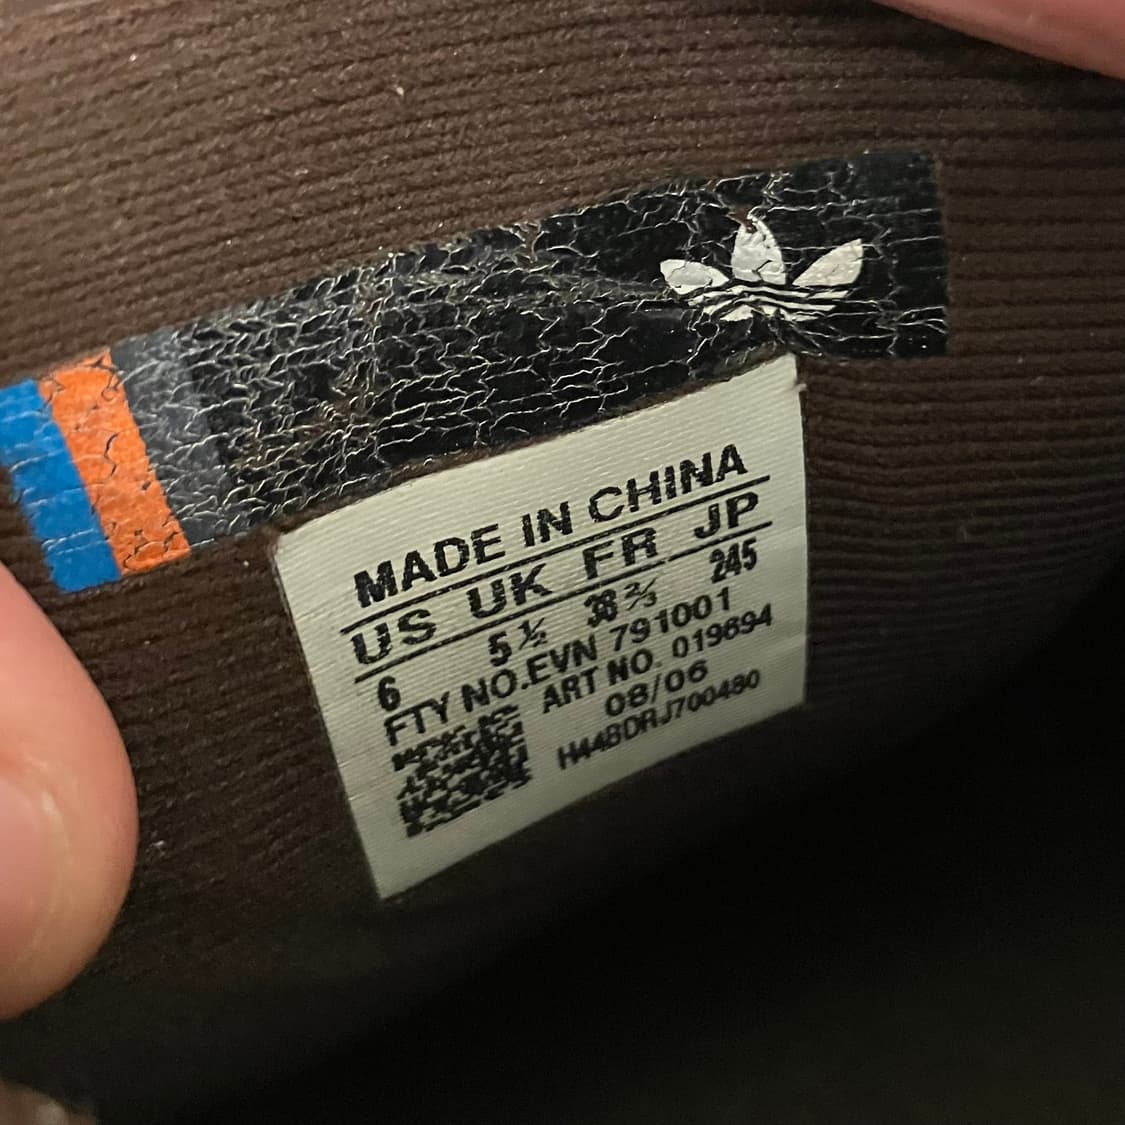 MADE IN CHINA
US UK FR JP
6 5½ 38⅔ 245
FTY NO.EVN 791001
ART NO. 019694
08/06
H44BDRJ700480